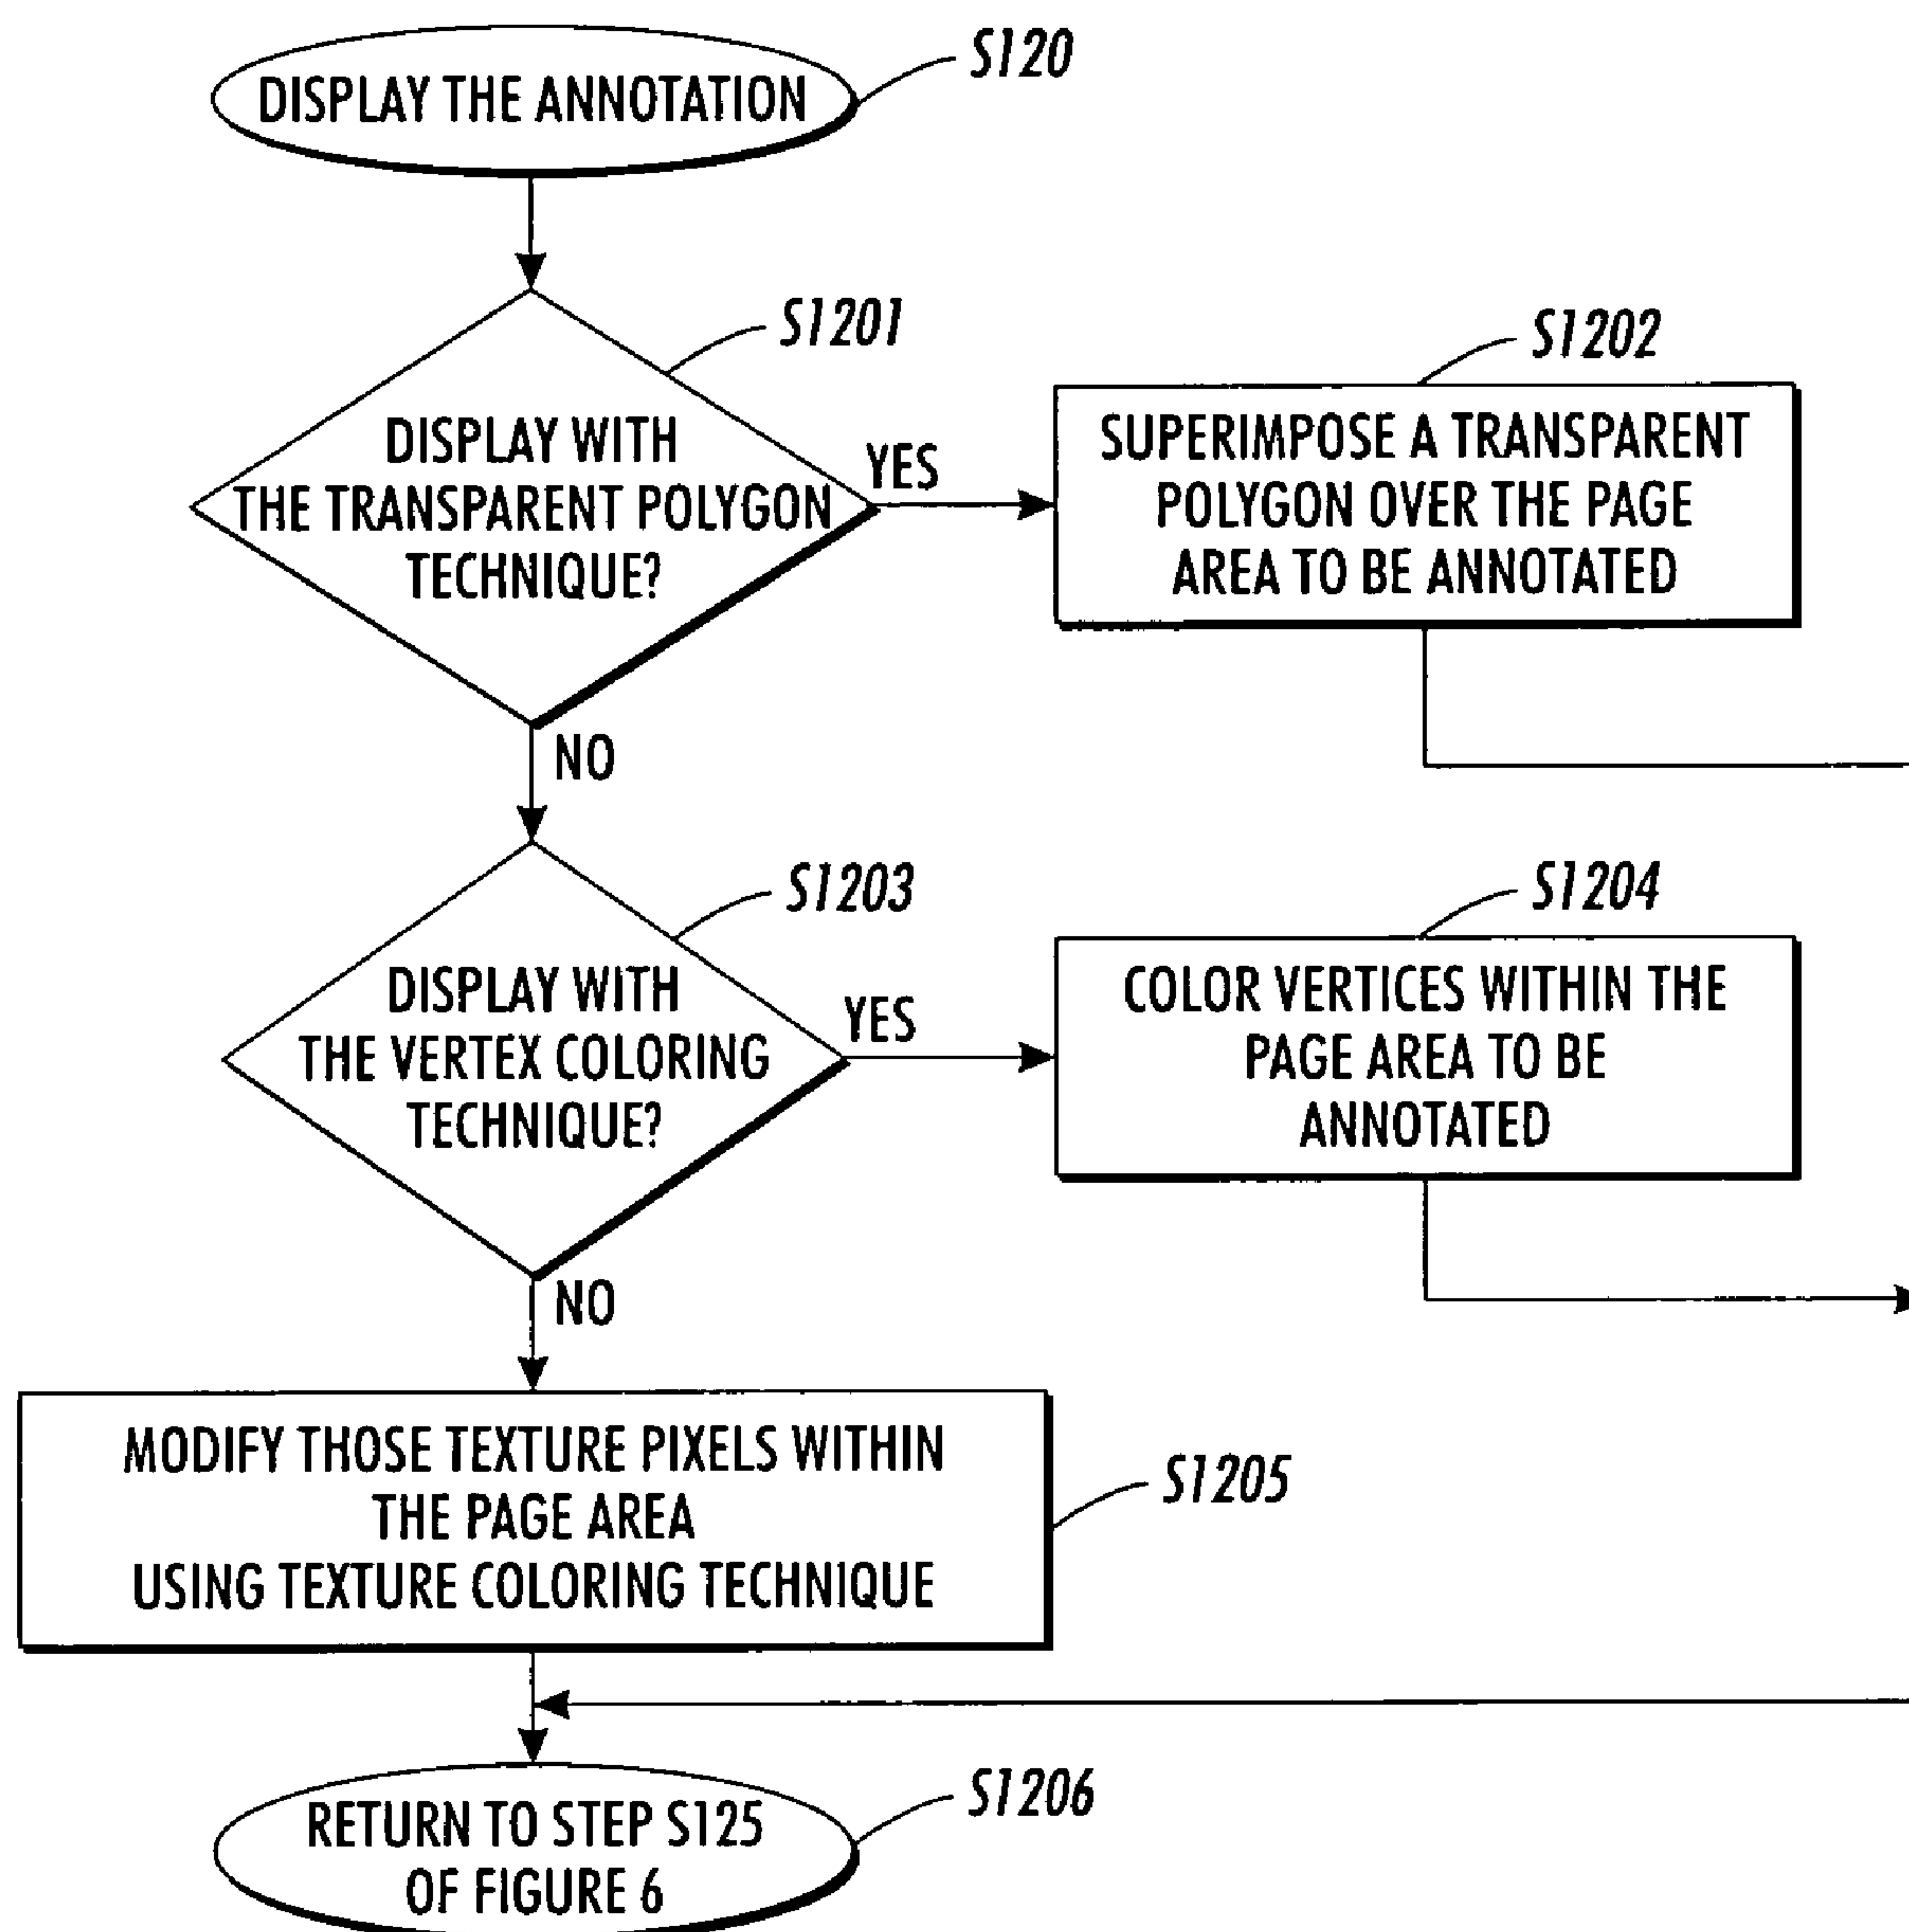 DISPLAY THE ANNOTATION
S120
S1201
DISPLAY WITH
THE TRANSPARENT POLYGON
TECHNIQUE?
YES
S1202
SUPERIMPOSE A TRANSPARENT
POLYGON OVER THE PAGE
AREA TO BE ANNOTATED
NO
S1203
DISPLAY WITH
THE VERTEX COLORING
TECHNIQUE?
YES
S1204
COLOR VERTICES WITHIN THE
PAGE AREA TO BE
ANNOTATED
NO
MODIFY THOSE TEXTURE PIXELS WITHIN
THE PAGE AREA
USING TEXTURE COLORING TECHNIQUE
S1205
RETURN TO STEP S125
OF FIGURE 6
S1206